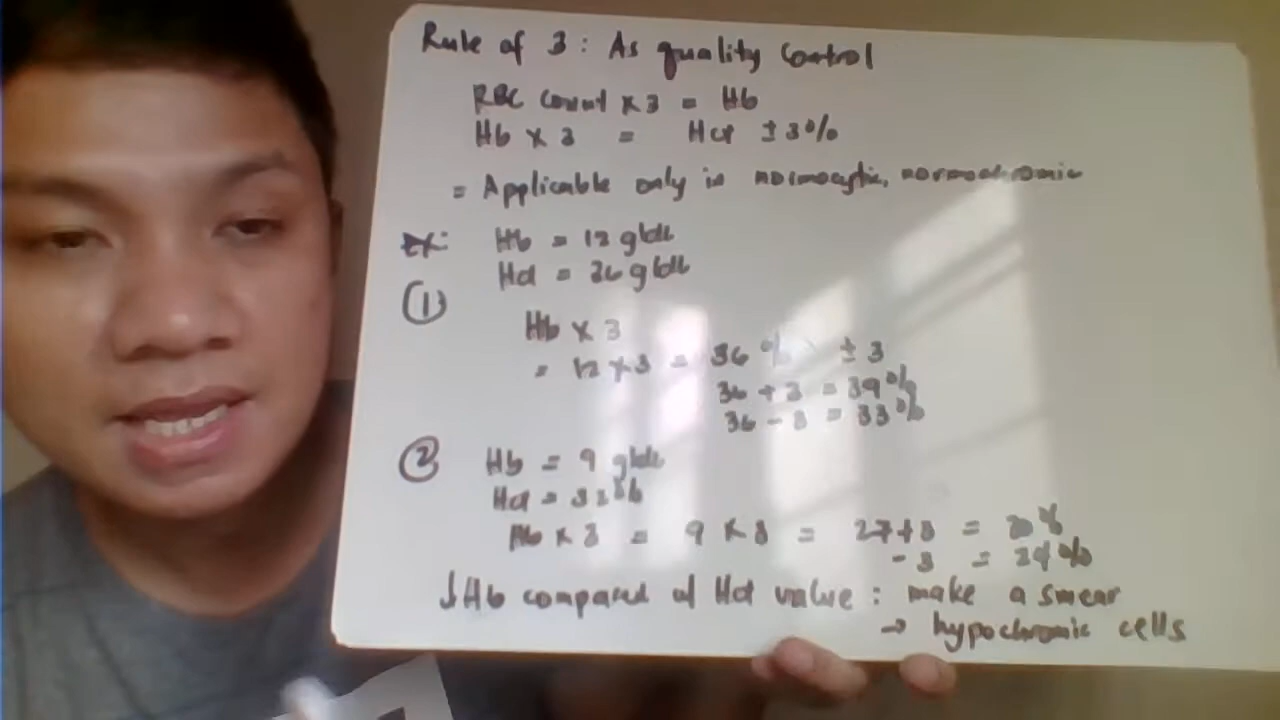 Rule of 3: As quality control
RBC count x 3 = Hb
Hb x 3 = Hct ± 3%
= Applicable only in normocytic, normochromic
Ex: Hb = 12 g/dL
Hct = 36 g/dL
①
Hb x 3
= 12 x 3 = 36 % ± 3
36 + 3 = 39%
36 - 3 = 33%
② Hb = 9 g/dL
Hct = 32%
Hb x 3 = 9 x 3 = 27+3 = 30%
- 3 = 24%
↓Hb compared w/ Hct value: make a smear
→ hypochromic cells